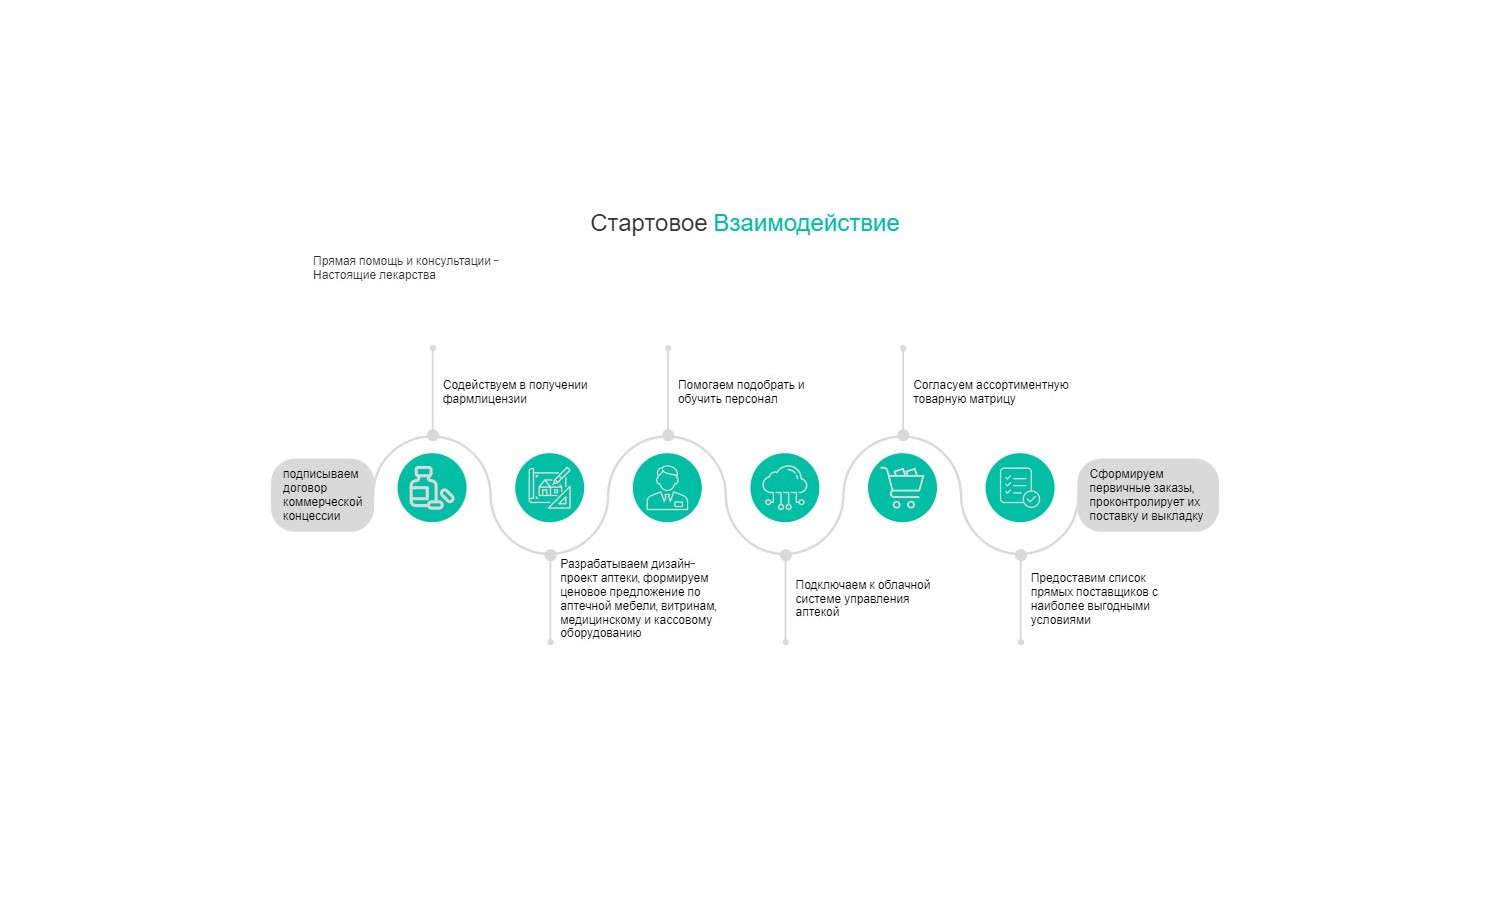 Стартовое Взаимодействие
Прямая помощь и консультации –
Настоящие лекарства
подписываем
договор
коммерческой
концессии
Содействуем в получении
фармлицензии
Разрабатываем дизайн–
проект аптеки, формируем
ценовое предложение по
аптечной мебели, витринам,
медицинскому и кассовому
оборудованию
Помогаем подобрать и
обучить персонал
Подключаем к облачной
системе управления
аптекой
Согласуем ассортиментную
товарную матрицу
Предоставим список
прямых поставщиков с
наиболее выгодными
условиями
Сформируем
первичные заказы,
проконтролирует их
поставку и выкладку